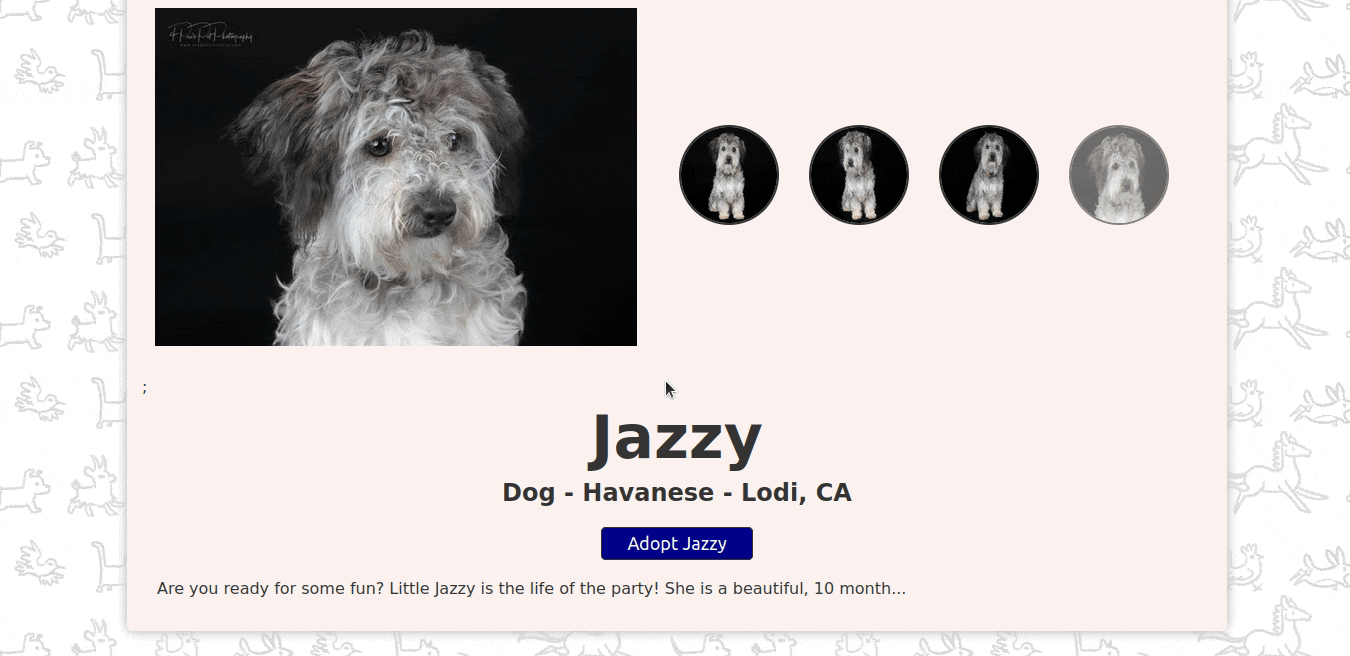 ;
Jazzy
Dog - Havanese - Lodi, CA
Adopt Jazzy
Are you ready for some fun? Little Jazzy is the life of the party! She is a beautiful, 10 month...